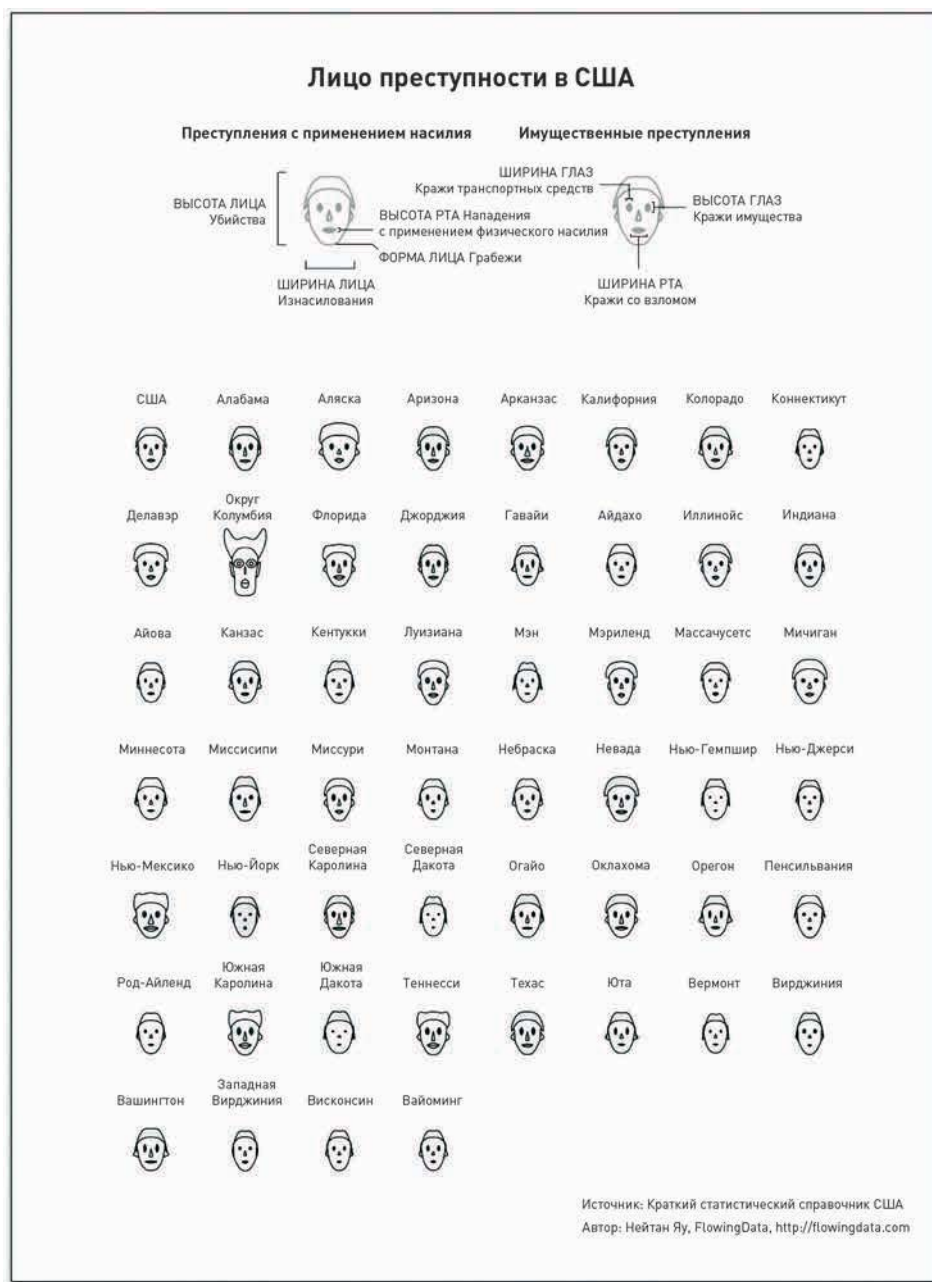 Лицо преступности в США
Преступления с применением насилия
Имущественные преступления
ВЫСОТА ЛИЦА
Убийства
ВЫСОТА РТА Нападения
с применением физического насилия
ФОРМА ЛИЦА Грабежи
ШИРИНА ЛИЦА
Изнасилования
ШИРИНА ГЛАЗ
Кражи транспортных средств
ВЫСОТА ГЛАЗ
Кражи имущества
ШИРИНА РТА
Кражи со взломом
США Алабама Аляска Аризона Арканзас Калифорния Колорадо Коннектикут
Делавэр Округ Колумбия Флорида Джорджия Гавайи Айдахо Иллинойс Индиана
Айова Канзас Кентукки Луизиана Мэн Мэриленд Массачусетс Мичиган
Миннесота Миссисипи Миссури Монтана Небраска Невада Нью-Гемпшир Нью-Джерси
Нью-Мексико Нью-Йорк Северная Каролина Северная Дакота Огайо Оклахома Орегон Пенсильвания
Род-Айленд Южная Каролина Южная Дакота Теннесси Техас Юта Вермонт Вирджиния
Вашингтон Западная Вирджиния Висконсин Вайоминг
Источник: Краткий статистический справочник США
Автор: Нейтан Яу, FlowingData, http://flowingdata.com